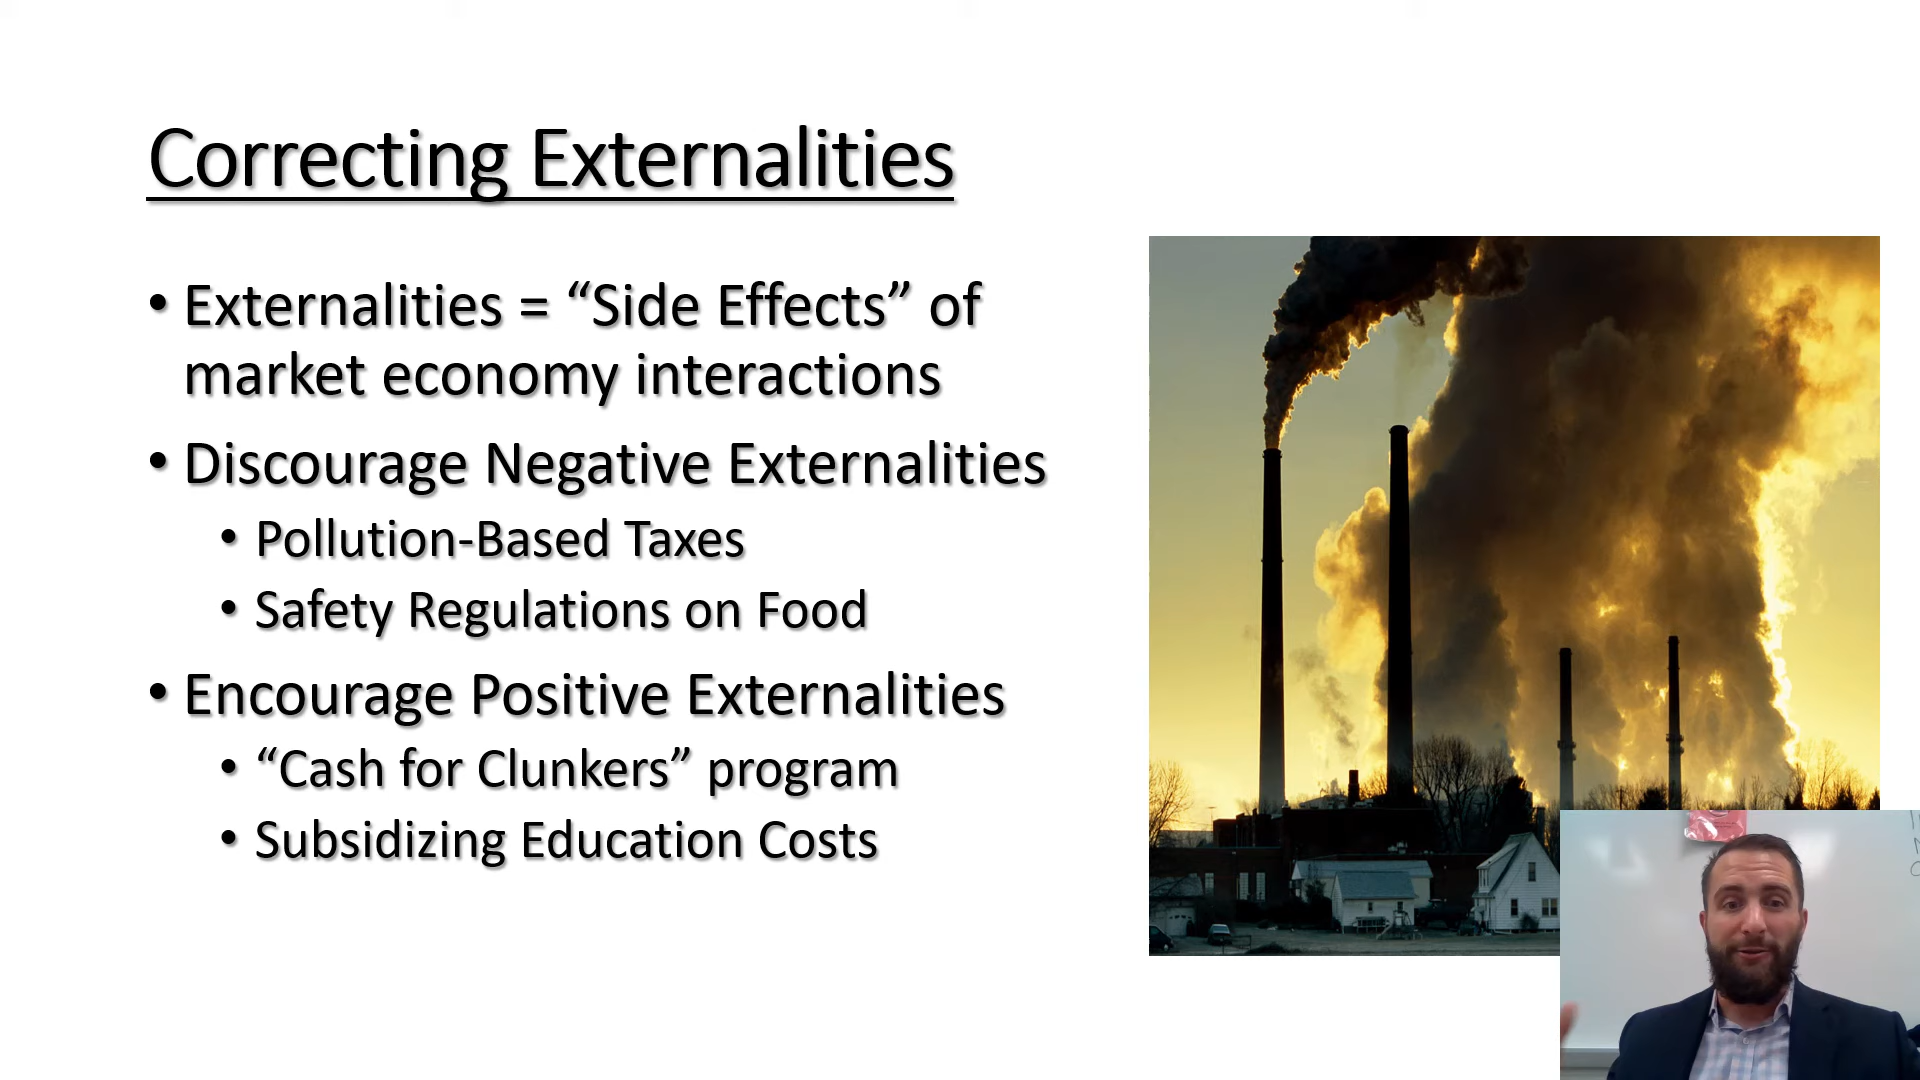 Correcting Externalities
• Externalities = “Side Effects” of
market economy interactions
• Discourage Negative Externalities
• Pollution-Based Taxes
• Safety Regulations on Food
• Encourage Positive Externalities
• “Cash for Clunkers” program
• Subsidizing Education Costs